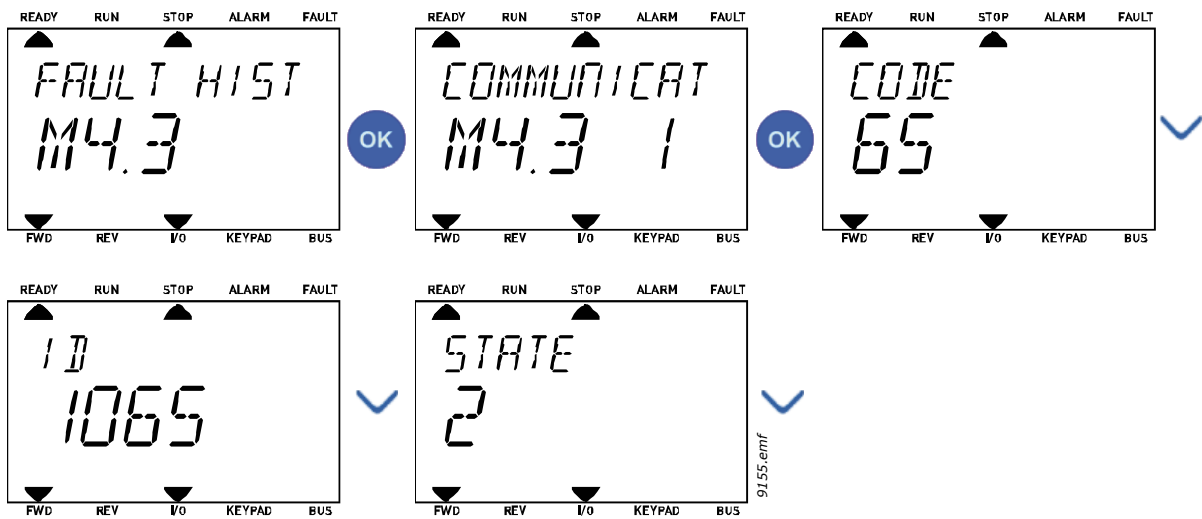 READY RUN STOP ALARM FAULT
FAULT HIST
M4.3
FWD REV I/O KEYPAD BUS
OK
READY RUN STOP ALARM FAULT
COMMUNICAT
M4.3 1
FWD REV I/O KEYPAD BUS
OK
READY RUN STOP ALARM FAULT
CODE
65
FWD REV I/O KEYPAD BUS
READY RUN STOP ALARM FAULT
ID
1065
FWD REV I/O KEYPAD BUS
READY RUN STOP ALARM FAULT
STATE
2
FWD REV I/O KEYPAD BUS
9155.emf